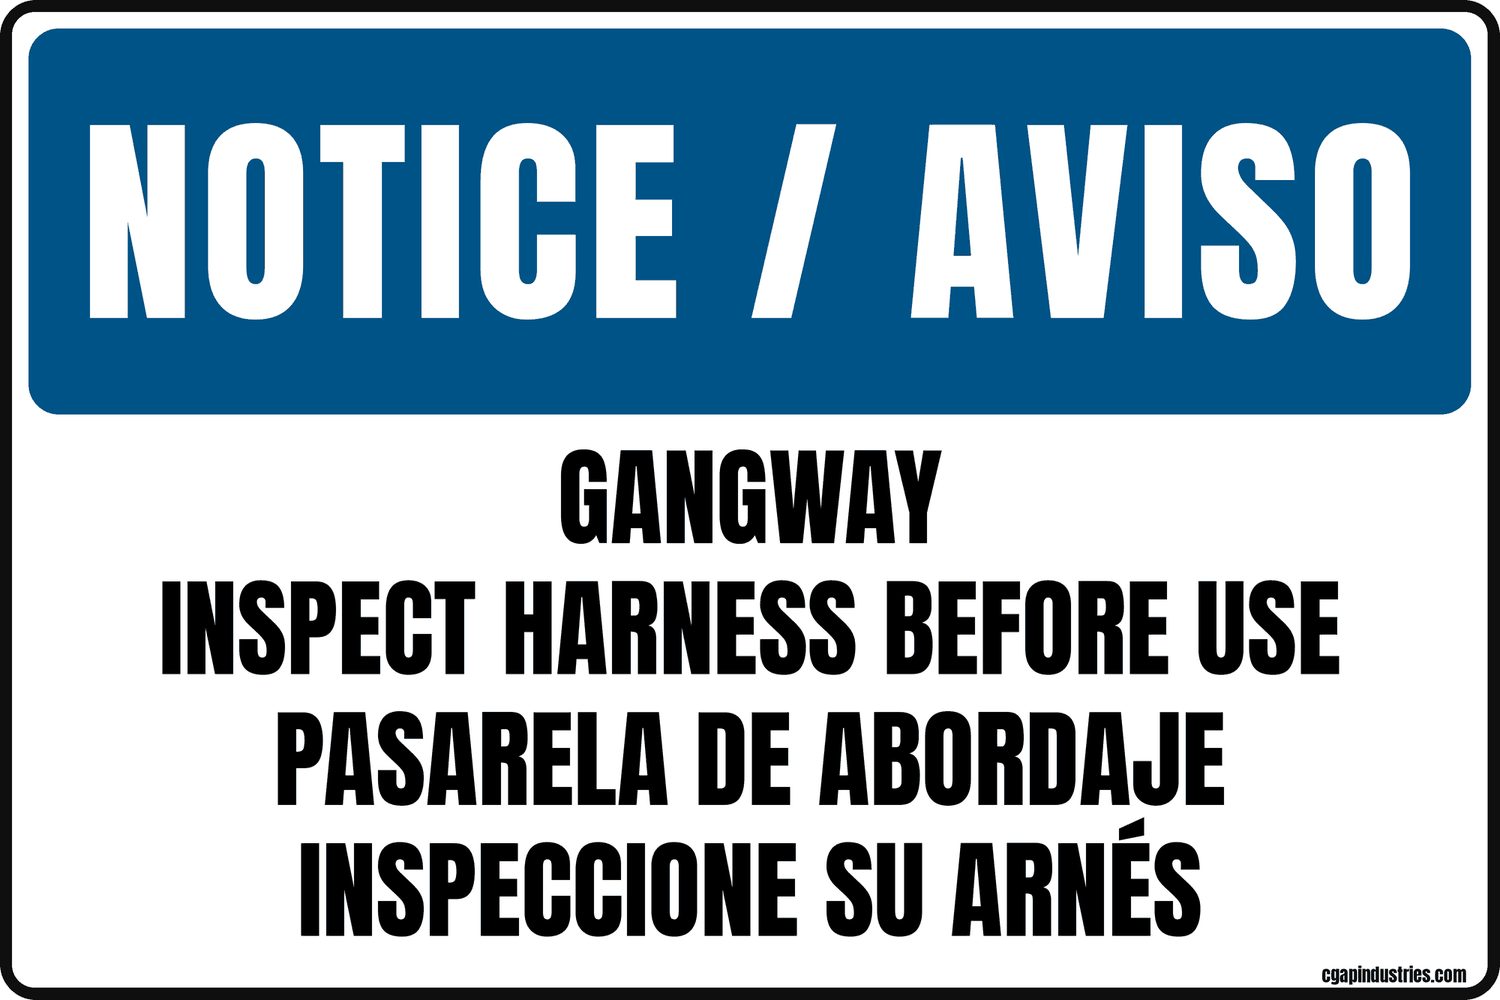 NOTICE / AVISO
GANGWAY
INSPECT HARNESS BEFORE USE
PASARELA DE ABORDAJE
INSPECCIONE SU ARNÉS
cgapindustries.com